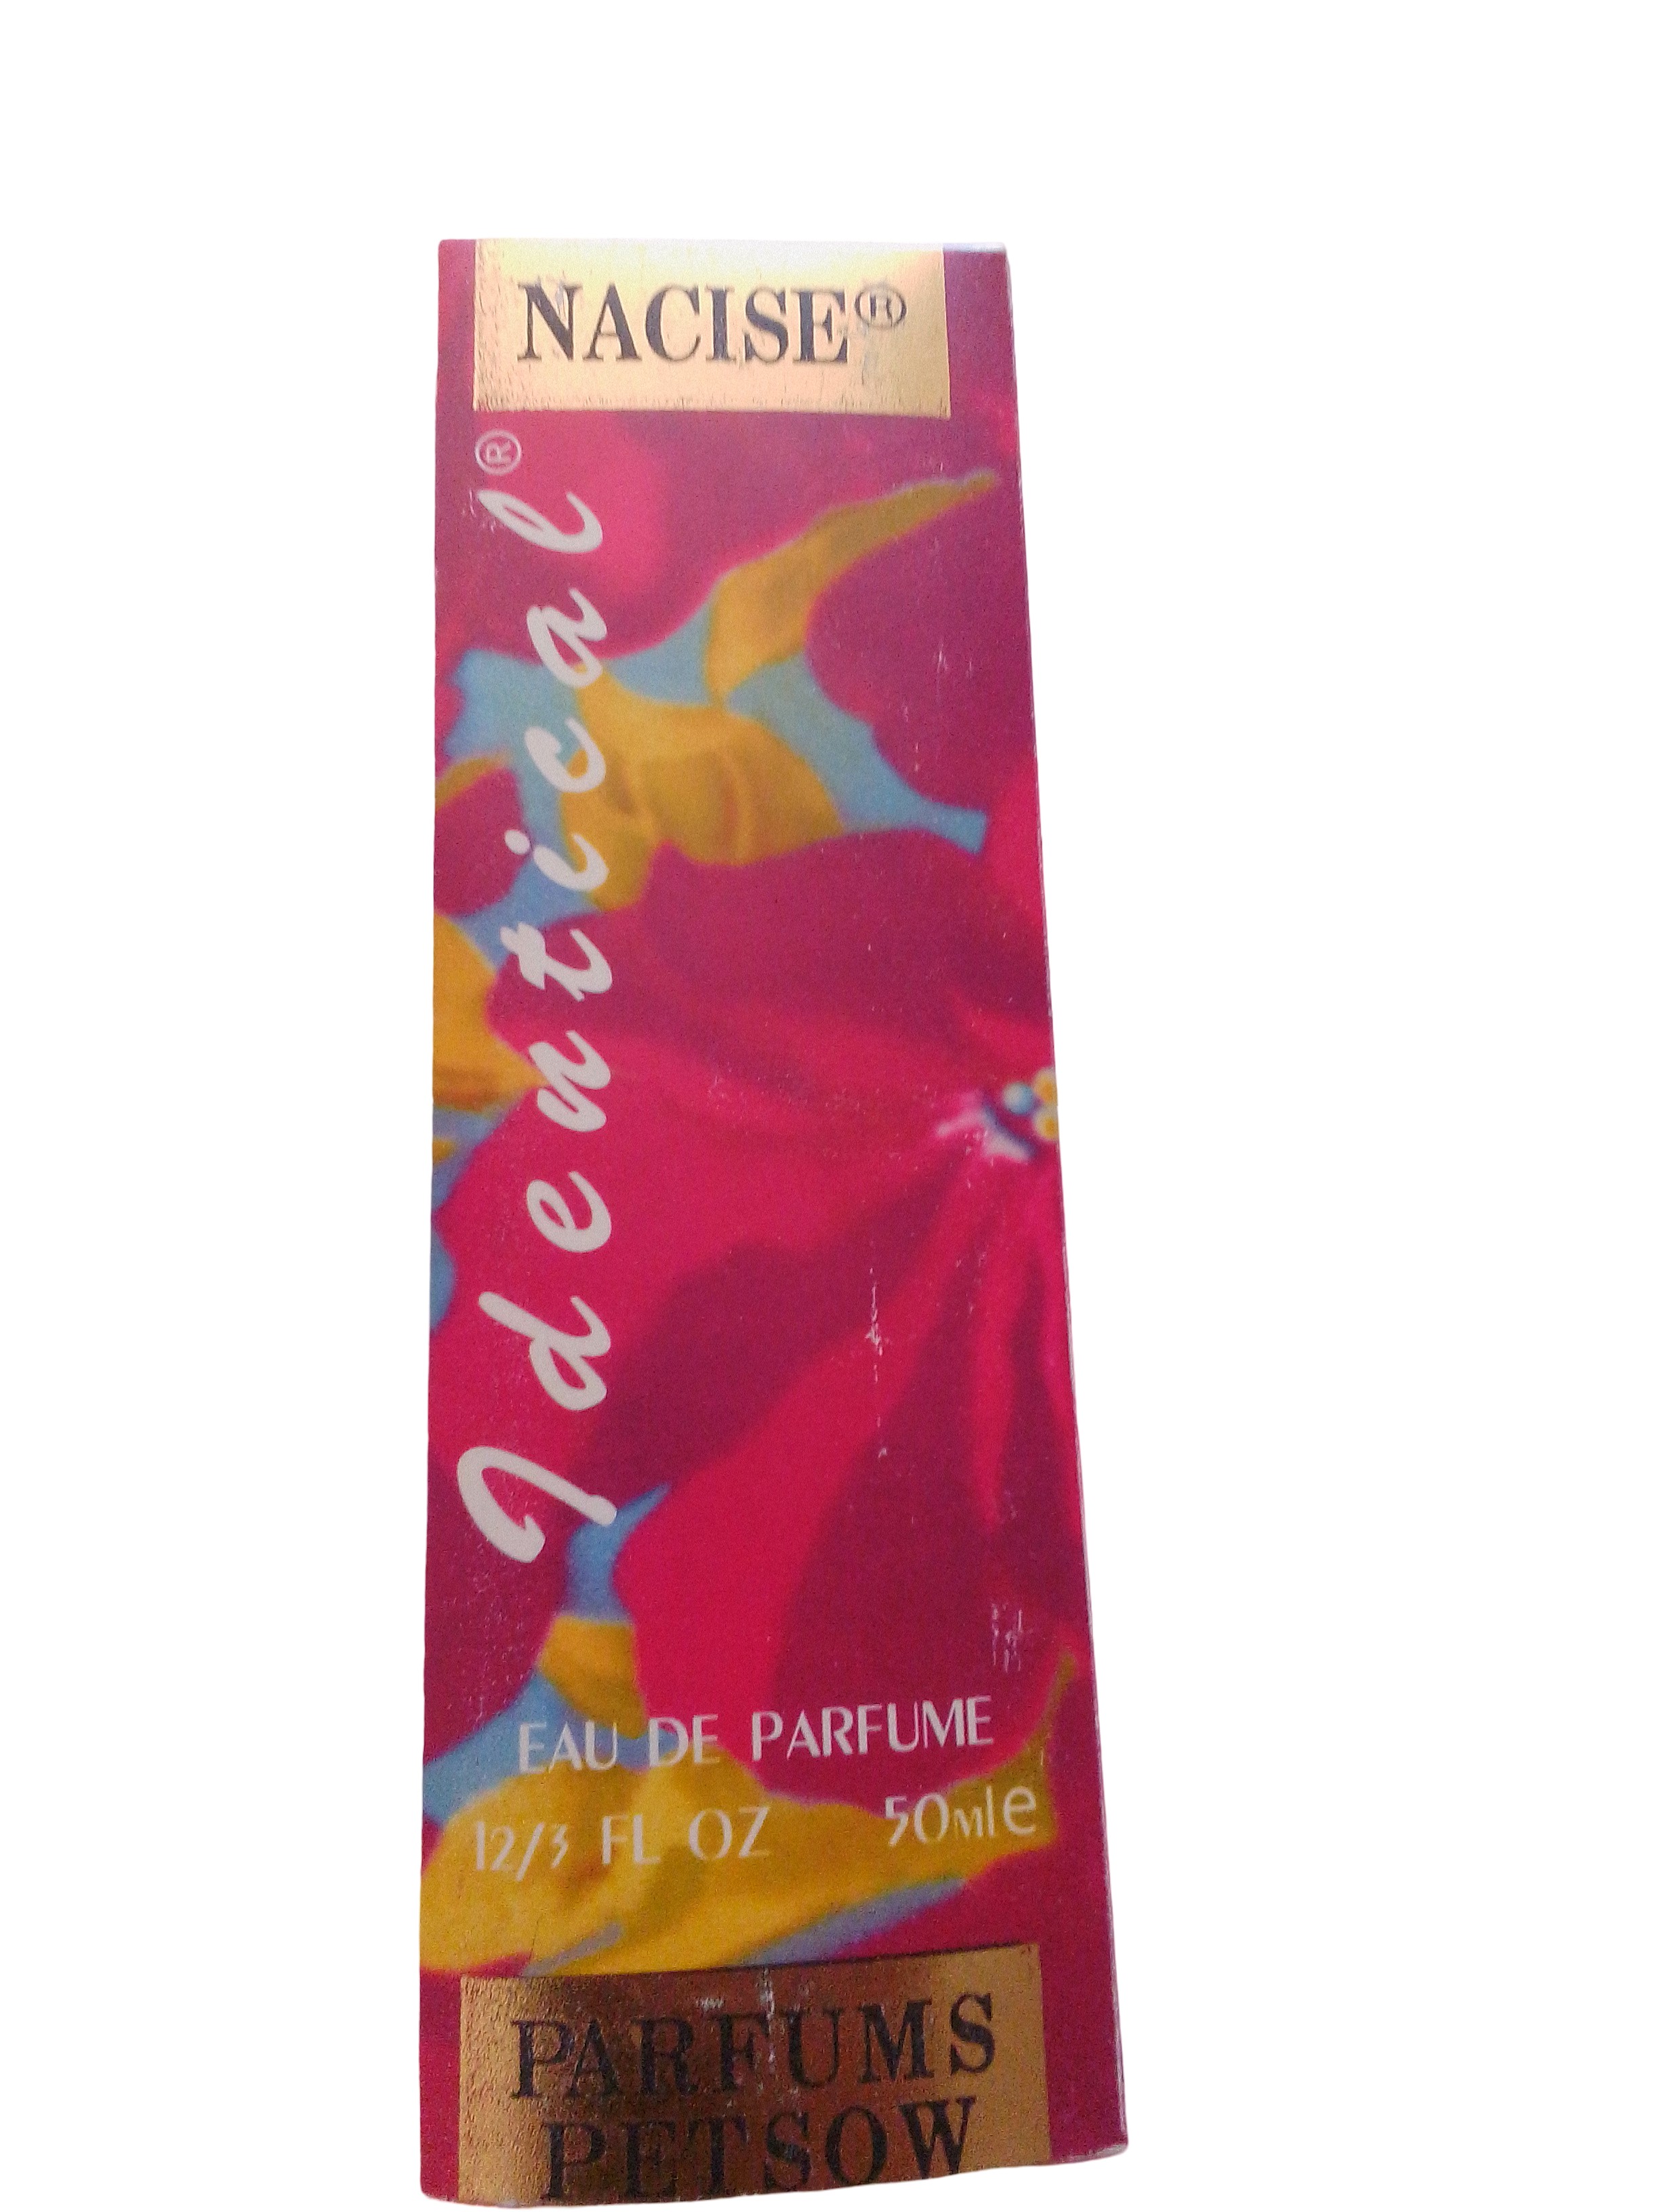 NACISE®
Identical®
EAU DE PARFUME
12/3 FL OZ 50Mle
PARFUMS
PETSOW